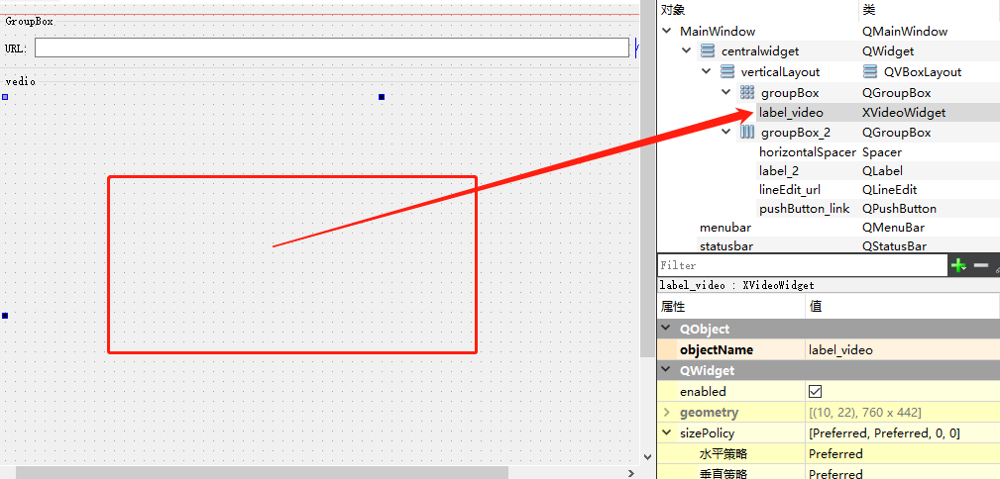 GroupBox
URL:
vedio
对象 类
MainWindow QMainWindow
centralwidget QWidget
verticalLayout QVBoxLayout
groupBox QGroupBox
label_video XVideoWidget
groupBox_2 QGroupBox
horizontalSpacer Spacer
label_2 QLabel
lineEdit_url QLineEdit
pushButton_link QPushButton
menubar QMenuBar
statusbar QStatusBar
Filter
label_video : XVideoWidget
属性 值
QObject
objectName label_video
QWidget
enabled
geometry [(10, 22), 760 x 442]
sizePolicy [Preferred, Preferred, 0, 0]
水平策略 Preferred
垂直策略 Preferred